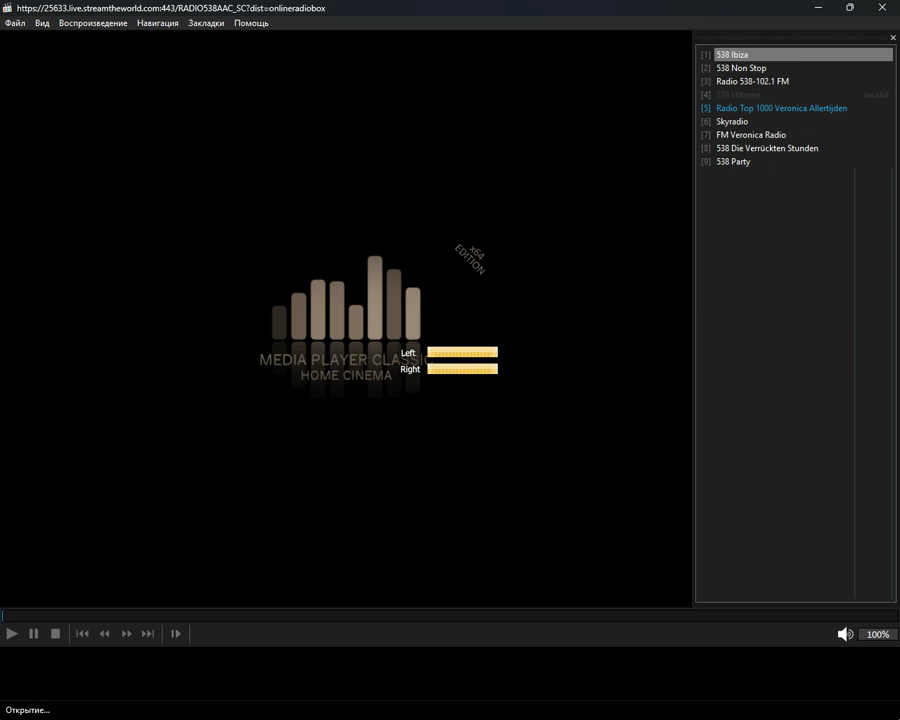 https://25633.live.streamtheworld.com:443/RADIO538AAC_SC?dist=onlineradiobox
Файл Вид Воспроизведение Навигация Закладки Помощь
[1] 538 Ibiza
[2] 538 Non Stop
[3] Radio 538-102.1 FM
[4] 538 Hitzone Invalid
[5] Radio Top 1000 Veronica Allertijden
[6] Skyradio
[7] FM Veronica Radio
[8] 538 Die Verrückten Stunden
[9] 538 Party
x64
EDITION
MEDIA PLAYER CLASSIC
HOME CINEMA
Left
Right
100%
Открытие...